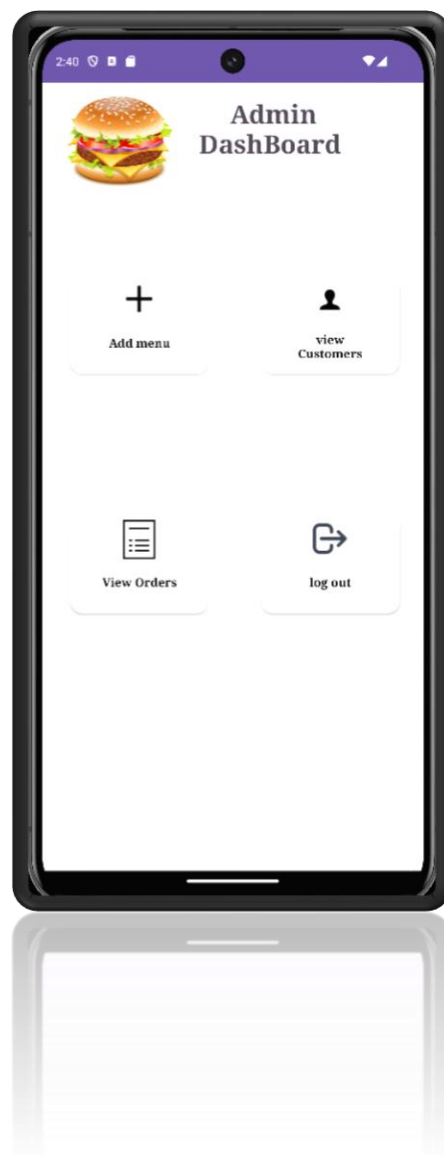 2:40
Admin
DashBoard
Add menu
view
Customers
View Orders
log out